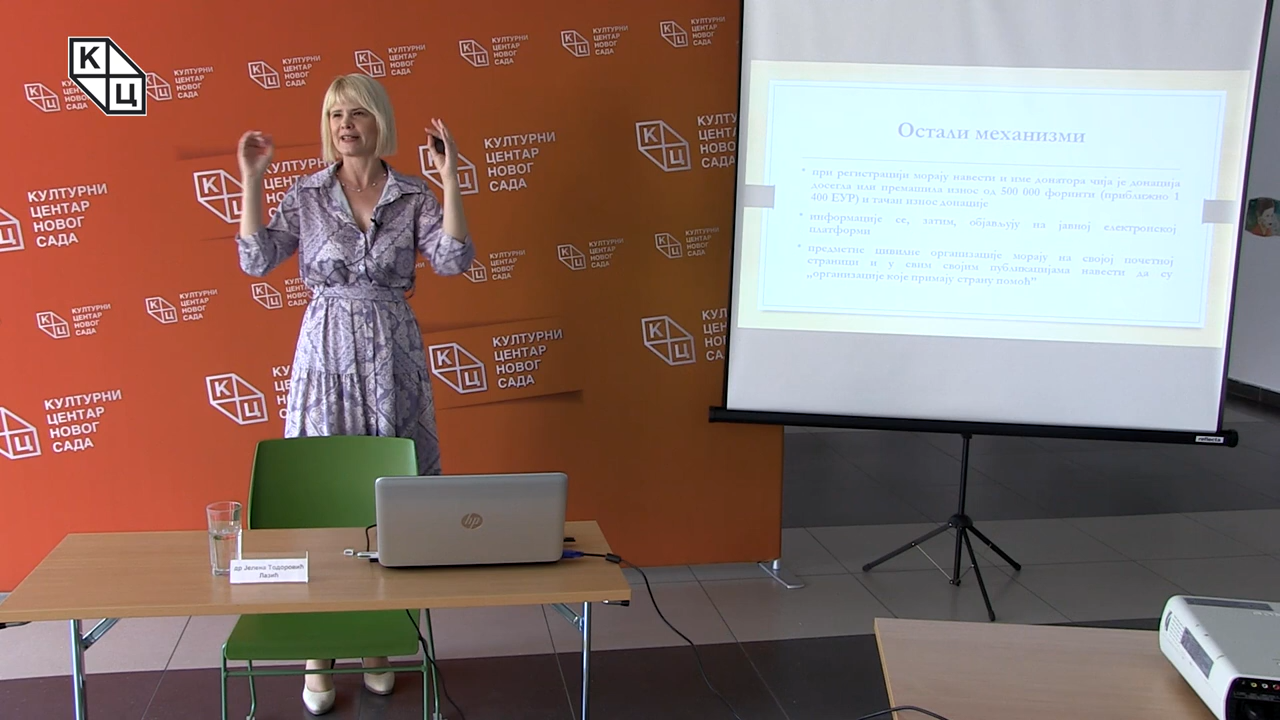 КЦ
КУЛТУРНИ
ЦЕНТАР
НОВОГ
САДА
Остали механизми
при регистрацији морају навести и име донатора чија је донација
досегла или премашила износ од 500 000 форинти (приближно 1
400 ЕУР) и тачан износ донације
информације се, затим, објављују на јавној електронској
платформи
предметне цивилне организације морају на својој почетној
страници и у свим својим публикацијама навести да су
„организације које примају страну помоћ“
др Јелена Тодоровић
Лазић
hp
reflecta